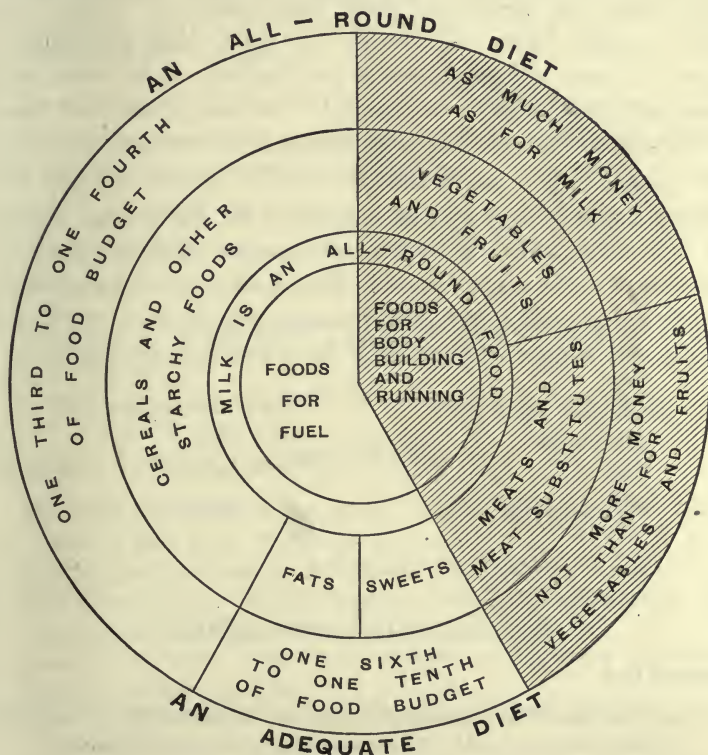 AN ALL-ROUND DIET
AS MUCH MONEY
AS FOR MILK
VEGETABLES
AND FRUITS
ONE THIRD TO ONE FOURTH
OF FOOD BUDGET
CEREALS AND OTHER
STARCHY FOODS
MILK IS AN ALL-ROUND FOOD
FOODS
FOR
FUEL
FOODS
FOR
BODY
BUILDING
AND
RUNNING
MEATS AND
MEAT SUBSTITUTES
NOT MORE MONEY
THAN FOR
VEGETABLES AND FRUITS
FATS
SWEETS
ONE SIXTH
TO ONE TENTH
OF FOOD BUDGET
AN ADEQUATE DIET